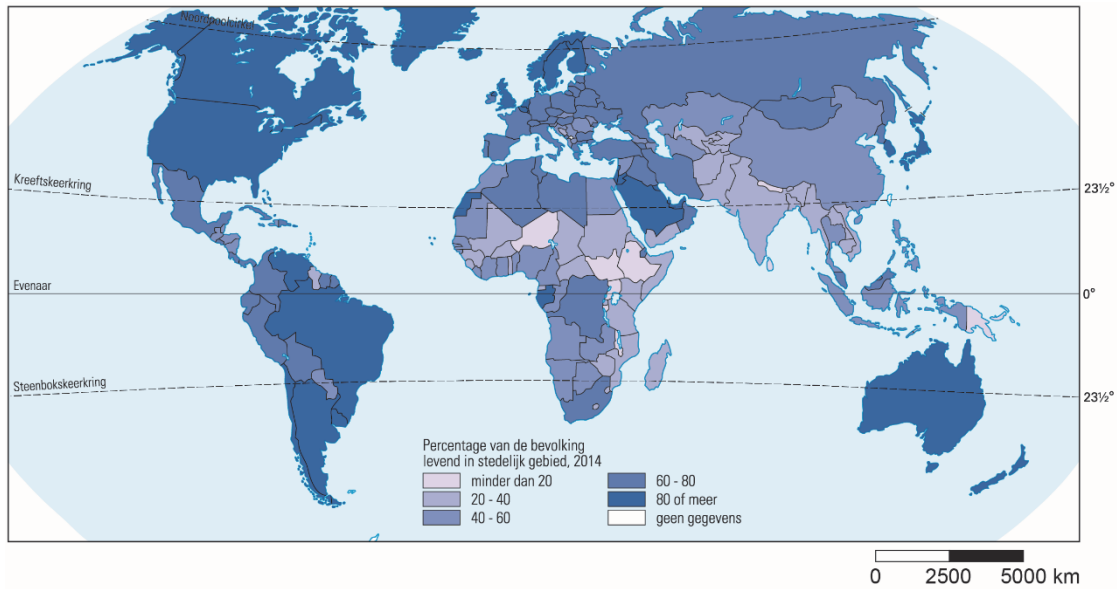 Noordpoolcirkel
Kreeftskeerkring
23½°
Evenaar
0°
Steenbokskeerkring
23½°
Percentage van de bevolking
levend in stedelijk gebied, 2014
minder dan 20
20 - 40
40 - 60
60 - 80
80 of meer
geen gegevens
0 2500 5000 km